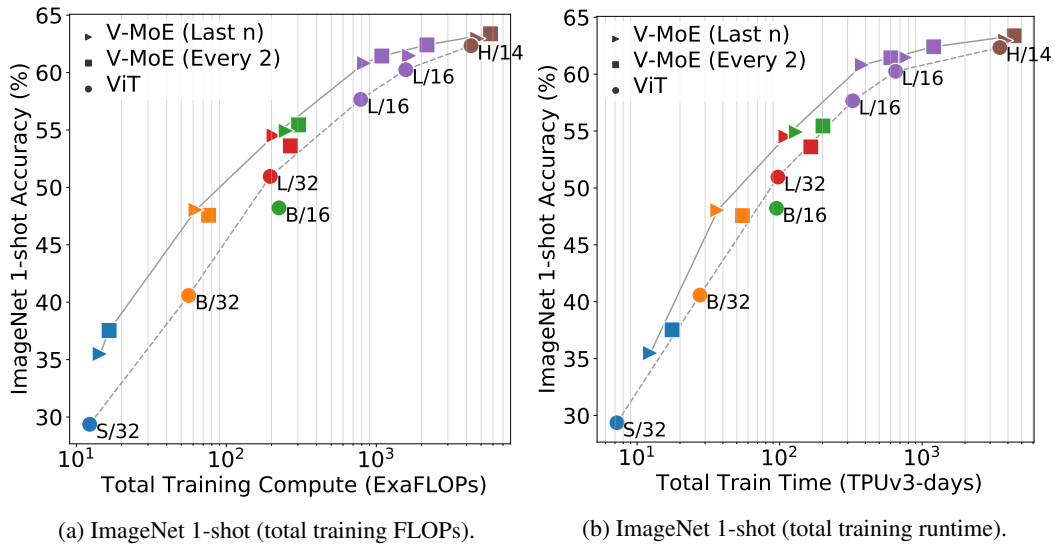 ImageNet 1-shot Accuracy (%)
65
60
55
50
45
40
35
30
V-MoE (Last n)
V-MoE (Every 2)
ViT
H/14
L/16
L/16
L/32
B/16
B/32
S/32
10¹
10²
10³
Total Training Compute (ExaFLOPs)
(a) ImageNet 1-shot (total training FLOPs).
ImageNet 1-shot Accuracy (%)
65
60
55
50
45
40
35
30
V-MoE (Last n)
V-MoE (Every 2)
ViT
H/14
L/16
L/16
L/32
B/16
B/32
S/32
10¹
10²
10³
Total Train Time (TPUv3-days)
(b) ImageNet 1-shot (total training runtime).